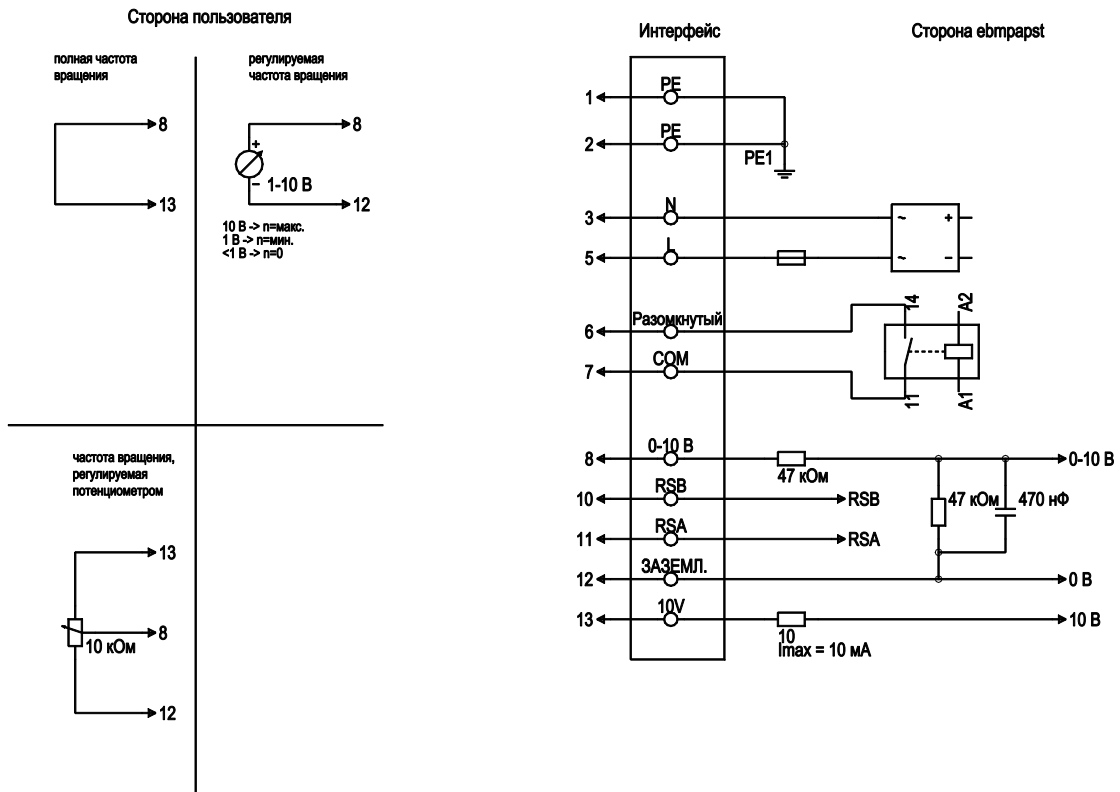 Сторона пользователя
полная частота
вращения
8
13
регулируемая
частота вращения
8
+
−
1-10 В
12
10 В -> n=макс.
1 В -> n=мин.
<1 В -> n=0
частота вращения,
регулируемая
потенциометром
13
8
10 кОм
12
Интерфейс
Сторона ebmpapst
1 PE
2 PE
PE1
3 N
~ +
5 L
~ −
6 Разомкнутый
14 A2
7 COM
11 A1
8 0-10 В
47 кОм
0-10 В
10 RSB
RSB
47 кОм 470 нФ
11 RSA
RSA
12 ЗАЗЕМЛ.
0 В
13 10V
10 В
10
Imax = 10 мА